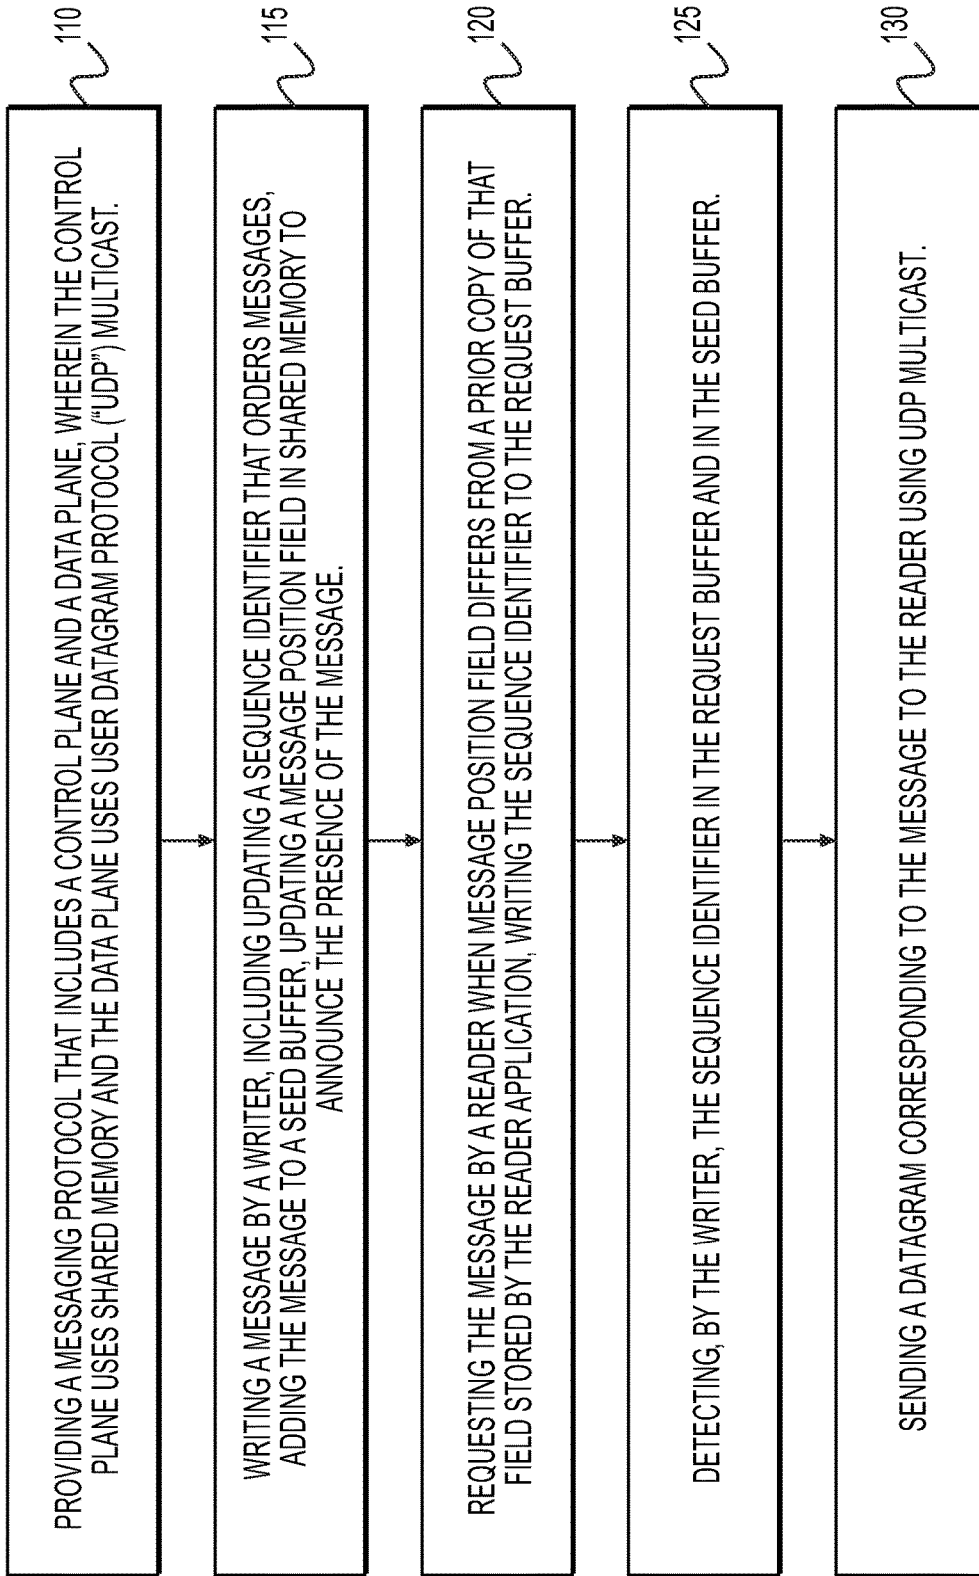 PROVIDING A MESSAGING PROTOCOL THAT INCLUDES A CONTROL PLANE AND A DATA PLANE, WHEREIN THE CONTROL
PLANE USES SHARED MEMORY AND THE DATA PLANE USES USER DATAGRAM PROTOCOL (“UDP”) MULTICAST.
110
WRITING A MESSAGE BY A WRITER, INCLUDING UPDATING A SEQUENCE IDENTIFIER THAT ORDERS MESSAGES,
ADDING THE MESSAGE TO A SEED BUFFER, UPDATING A MESSAGE POSITION FIELD IN SHARED MEMORY TO
ANNOUNCE THE PRESENCE OF THE MESSAGE.
115
REQUESTING THE MESSAGE BY A READER WHEN MESSAGE POSITION FIELD DIFFERS FROM A PRIOR COPY OF THAT
FIELD STORED BY THE READER APPLICATION, WRITING THE SEQUENCE IDENTIFIER TO THE REQUEST BUFFER.
120
DETECTING, BY THE WRITER, THE SEQUENCE IDENTIFIER IN THE REQUEST BUFFER AND IN THE SEED BUFFER.
125
SENDING A DATAGRAM CORRESPONDING TO THE MESSAGE TO THE READER USING UDP MULTICAST.
130